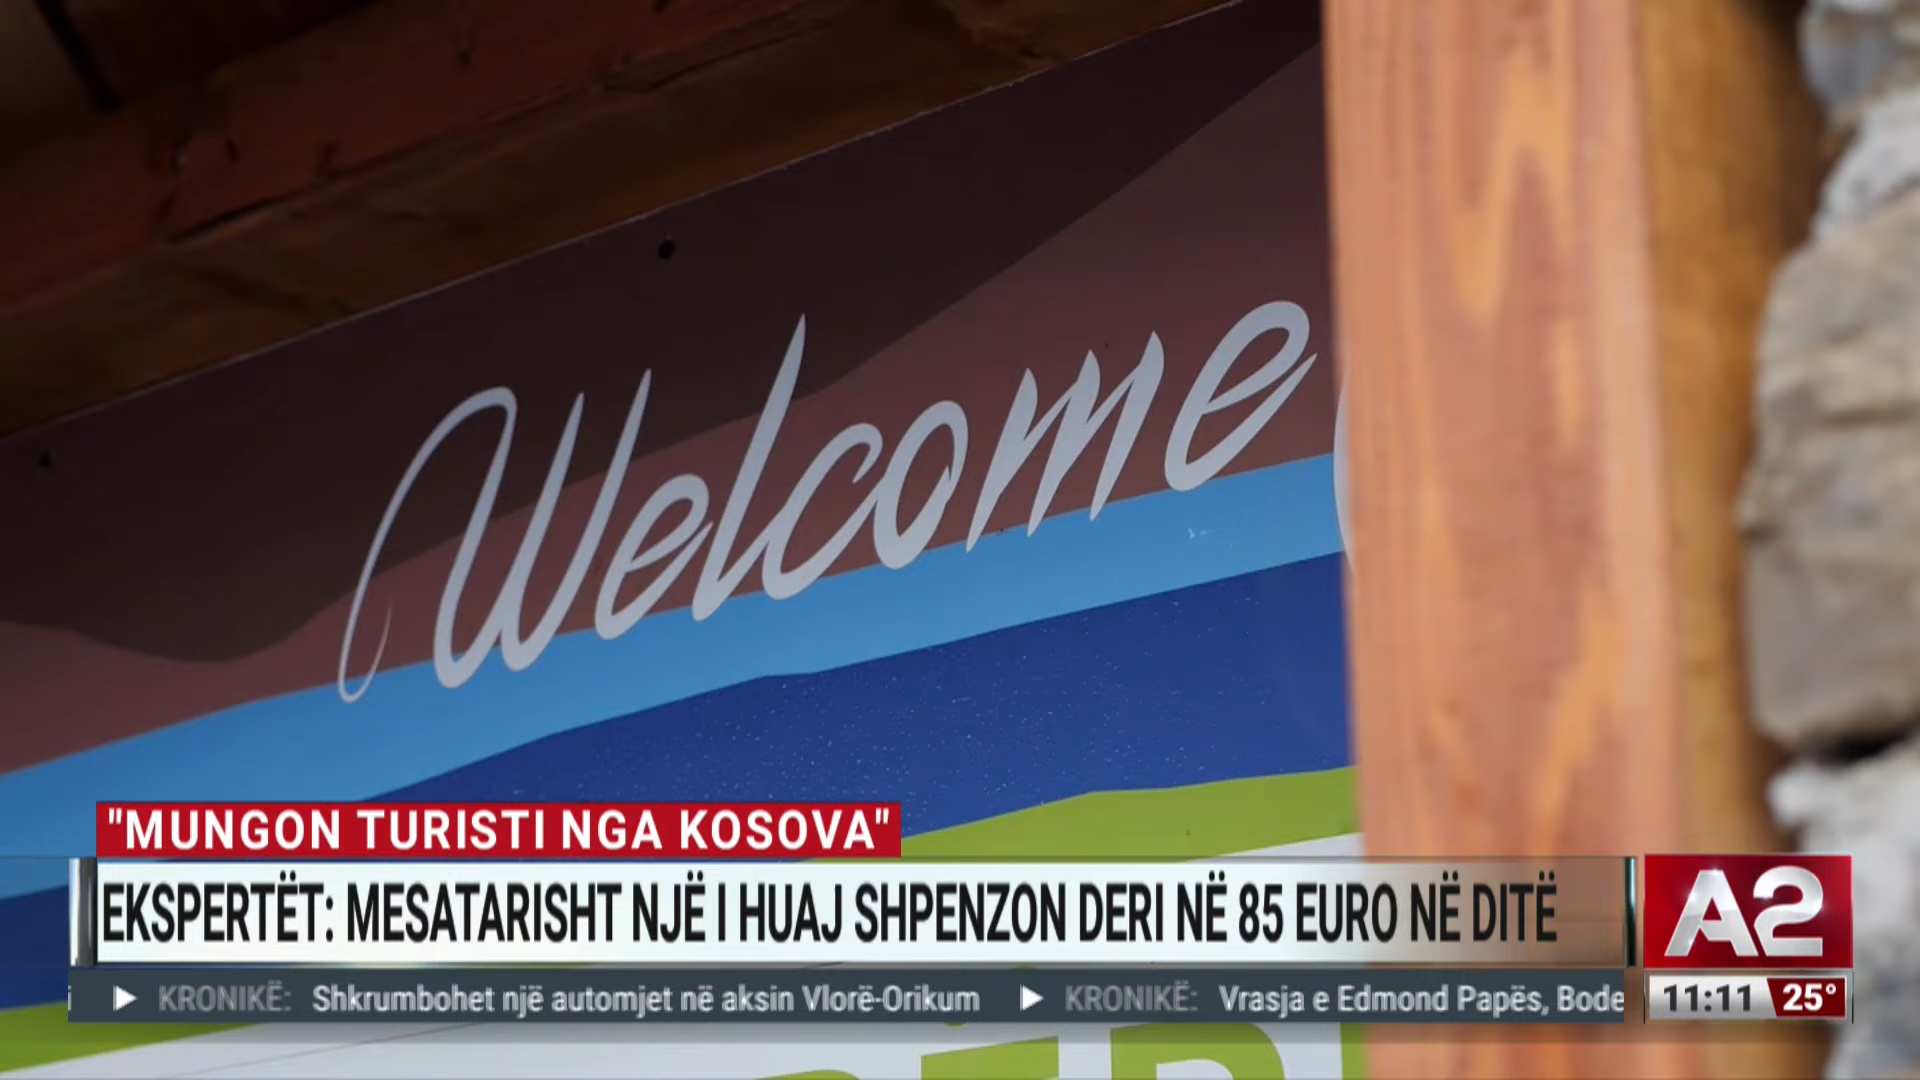 Welcome
"MUNGON TURISTI NGA KOSOVA"
EKSPERTËT: MESATARISHT NJË I HUAJ SHPENZON DERI NË 85 EURO NË DITË
A2
KRONIKË: Shkrumbohet një automjet në aksin Vlorë-Orikum KRONIKË: Vrasja e Edmond Papës, Bode
11:11 25°